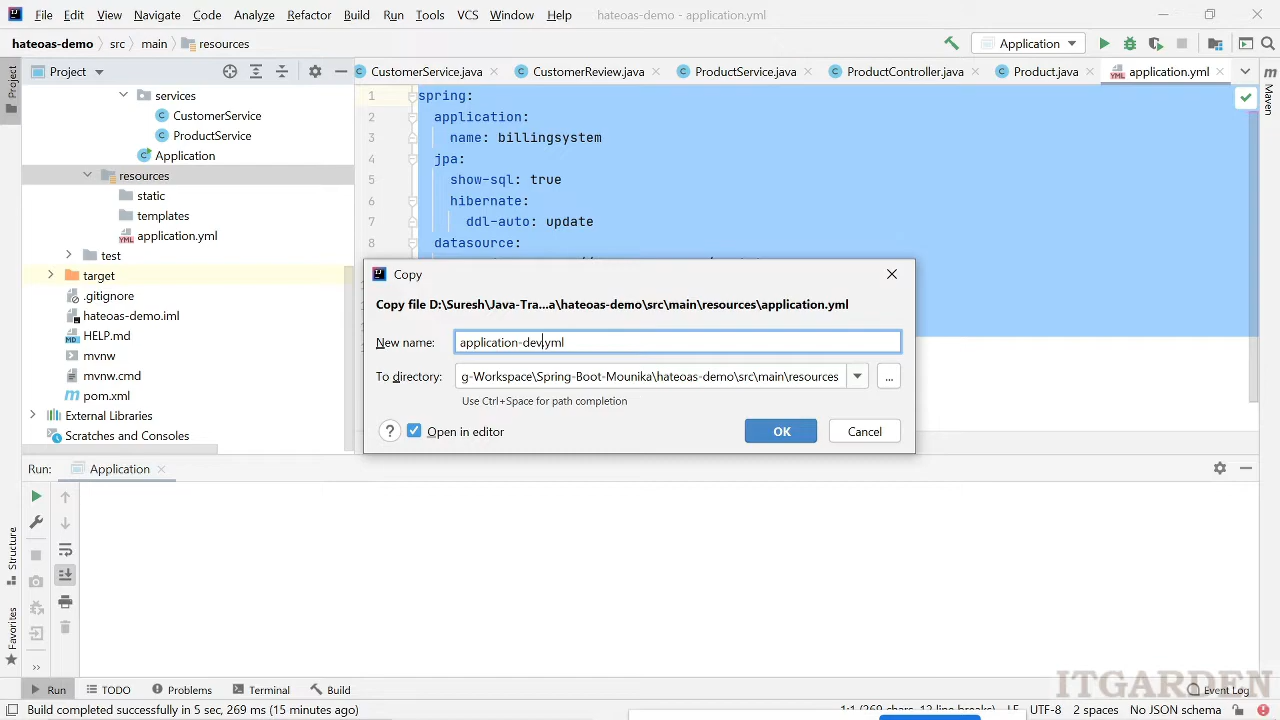 File Edit View Navigate Code Analyze Refactor Build Run Tools VCS Window Help hateoas-demo - application.yml
hateoas-demo src main resources Application
Project
Project
CustomerService.java CustomerReview.java ProductService.java ProductController.java Product.java application.yml
Maven
services
CustomerService
ProductService
Application
resources
static
templates
application.yml
test
target
.gitignore
hateoas-demo.iml
HELP.md
mvnw
mvnw.cmd
pom.xml
External Libraries
Scratches and Consoles
1 spring:
2 application:
3 name: billingsystem
4 jpa:
5 show-sql: true
6 hibernate:
7 ddl-auto: update
8 datasource:
Copy
Copy file D:\Suresh\Java-Tra...a\hateoas-demo\src\main\resources\application.yml
New name: application-dev.yml
To directory: g-Workspace\Spring-Boot-Mounika\hateoas-demo\src\main\resources ...
Use Ctrl+Space for path completion
? Open in editor OK Cancel
Run: Application
Structure
Favorites
Run TODO Problems Terminal Build Event Log
ITGARDEN
Build completed successfully in 5 sec, 269 ms (15 minutes ago) LF UTF-8 2 spaces No JSON schema